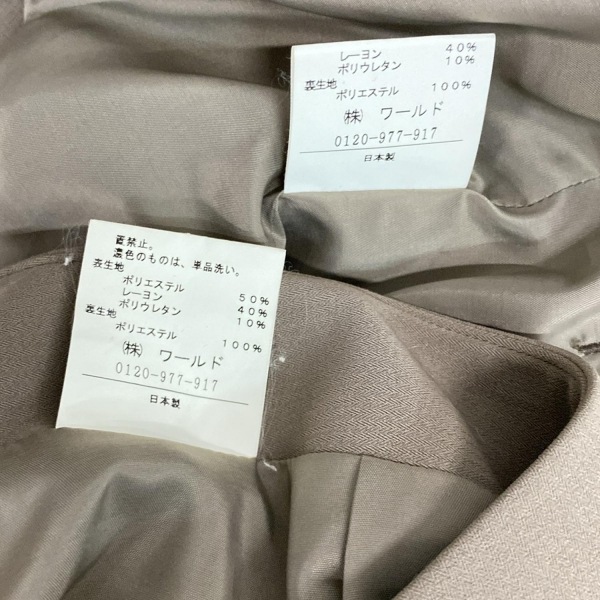 レーヨン 40%
ポリウレタン 10%
裏生地
ポリエステル 100%
㈱ ワールド
0120-977-917
日本製
置禁止。
濃色のものは、単品洗い。
表生地
ポリエステル 50%
レーヨン 40%
ポリウレタン 10%
裏生地
ポリエステル 100%
㈱ ワールド
0120-977-917
日本製